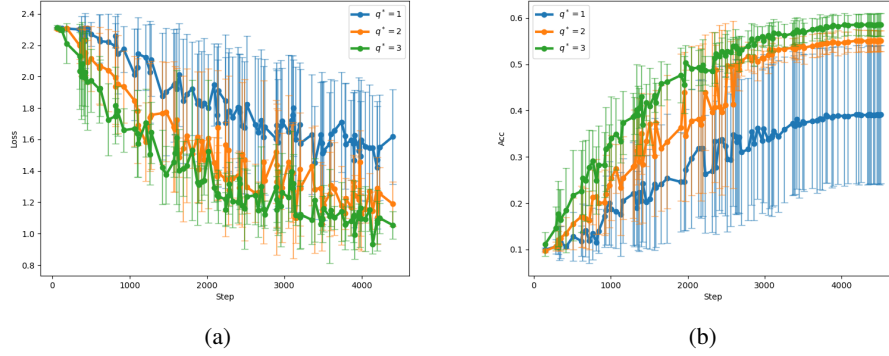 2.4
2.2
2.0
1.8
1.6
1.4
1.2
1.0
0.8
Loss
0
1000
2000
3000
4000
Step
q* = 1
q* = 2
q* = 3
(a)
0.6
0.5
0.4
0.3
0.2
0.1
Acc
0
1000
2000
3000
4000
Step
q* = 1
q* = 2
q* = 3
(b)